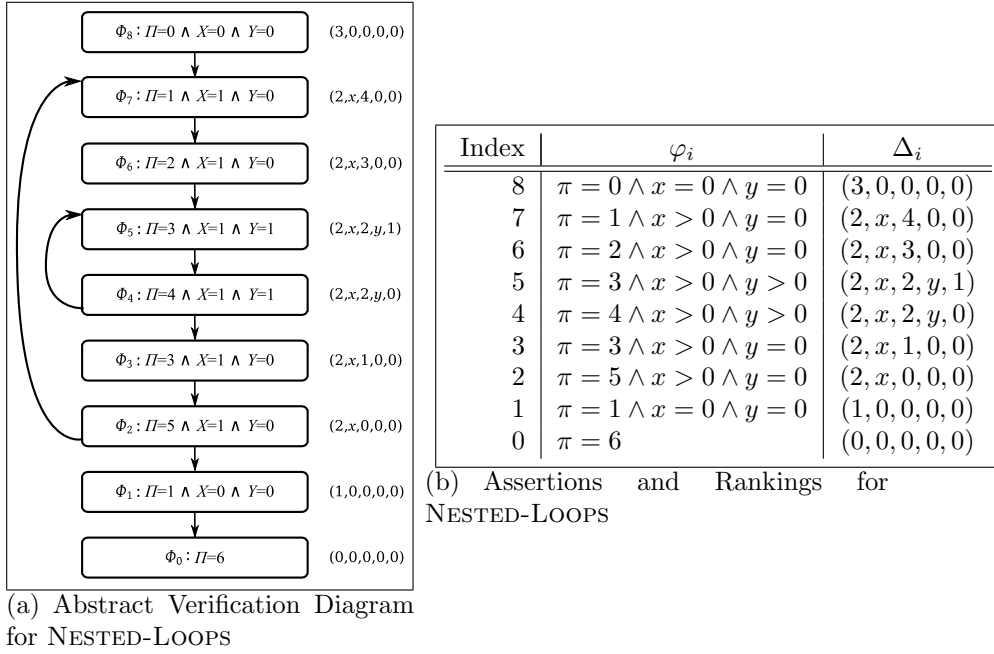 Φ₈ : Π=0 ∧ X=0 ∧ Y=0 (3,0,0,0,0)
Φ₇ : Π=1 ∧ X=1 ∧ Y=0 (2,x,4,0,0)
Φ₆ : Π=2 ∧ X=1 ∧ Y=0 (2,x,3,0,0)
Φ₅ : Π=3 ∧ X=1 ∧ Y=1 (2,x,2,y,1)
Φ₄ : Π=4 ∧ X=1 ∧ Y=1 (2,x,2,y,0)
Φ₃ : Π=3 ∧ X=1 ∧ Y=0 (2,x,1,0,0)
Φ₂ : Π=5 ∧ X=1 ∧ Y=0 (2,x,0,0,0)
Φ₁ : Π=1 ∧ X=0 ∧ Y=0 (1,0,0,0,0)
Φ₀ : Π=6 (0,0,0,0,0)
(a) Abstract Verification Diagram
for NESTED-LOOPS
Index φᵢ Δᵢ
8 π = 0 ∧ x = 0 ∧ y = 0 (3, 0, 0, 0, 0)
7 π = 1 ∧ x > 0 ∧ y = 0 (2, x, 4, 0, 0)
6 π = 2 ∧ x > 0 ∧ y = 0 (2, x, 3, 0, 0)
5 π = 3 ∧ x > 0 ∧ y > 0 (2, x, 2, y, 1)
4 π = 4 ∧ x > 0 ∧ y > 0 (2, x, 2, y, 0)
3 π = 3 ∧ x > 0 ∧ y = 0 (2, x, 1, 0, 0)
2 π = 5 ∧ x > 0 ∧ y = 0 (2, x, 0, 0, 0)
1 π = 1 ∧ x = 0 ∧ y = 0 (1, 0, 0, 0, 0)
0 π = 6 (0, 0, 0, 0, 0)
(b) Assertions and Rankings for
NESTED-LOOPS